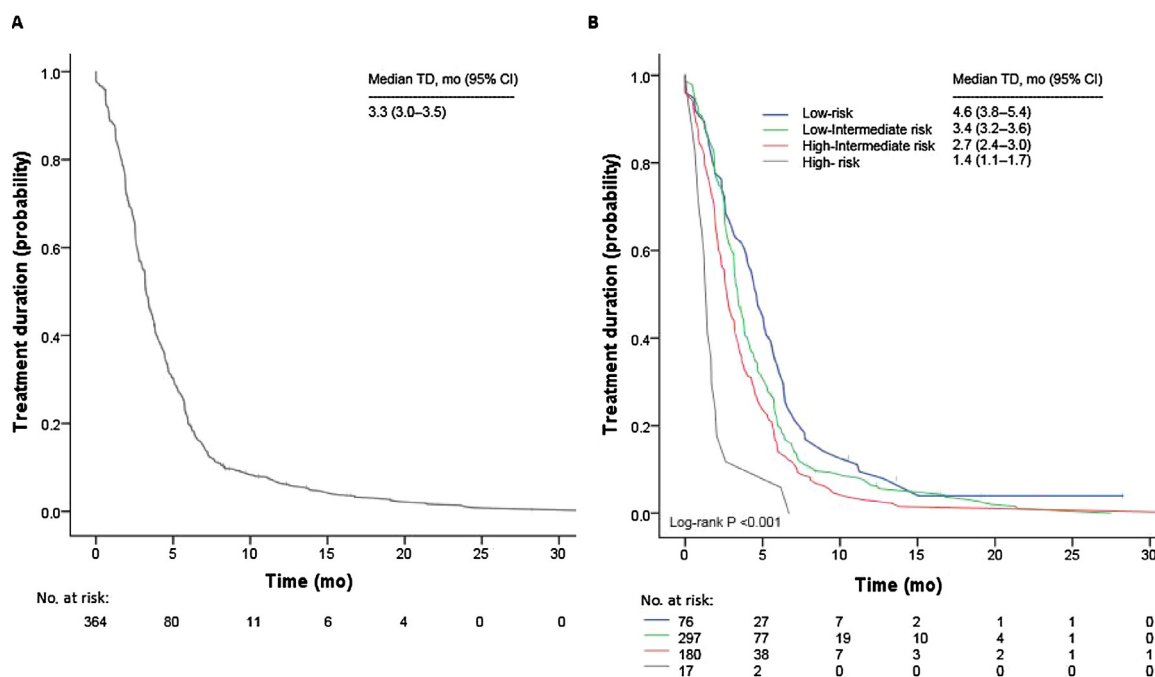 A
Median TD, mo (95% CI)
3.3 (3.0–3.5)
Treatment duration (probability)
1.0
0.8
0.6
0.4
0.2
0.0
0 5 10 15 20 25 30
Time (mo)
No. at risk:
364 80 11 6 4 0 0
B
Median TD, mo (95% CI)
Low-risk 4.6 (3.8–5.4)
Low-Intermediate risk 3.4 (3.2–3.6)
High-Intermediate risk 2.7 (2.4–3.0)
High- risk 1.4 (1.1–1.7)
Treatment duration (probability)
1.0
0.8
0.6
0.4
0.2
0.0
Log-rank P <0.001
0 5 10 15 20 25 30
Time (mo)
No. at risk:
76 27 7 2 1 1 0
297 77 19 10 4 1 0
180 38 7 3 2 1 1
17 2 0 0 0 0 0